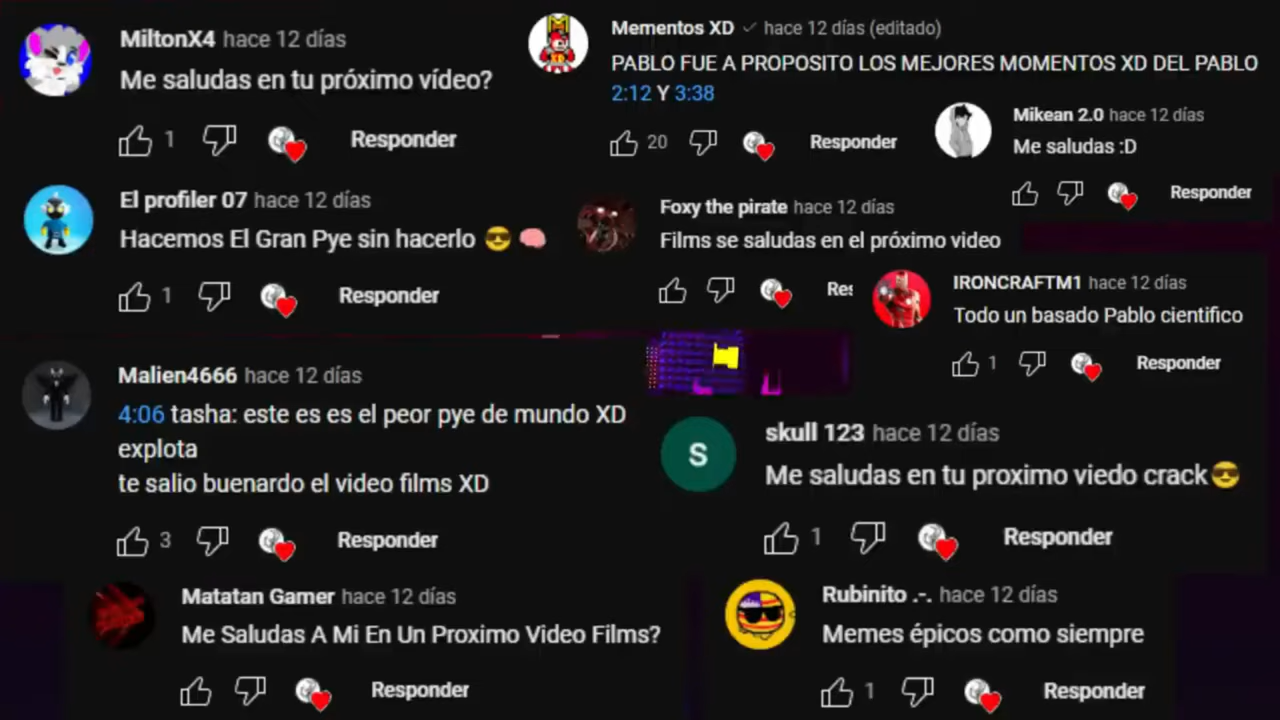 MiltonX4 hace 12 días
Me saludas en tu próximo vídeo?
1 Responder
Mementos XD hace 12 días (editado)
PABLO FUE A PROPOSITO LOS MEJORES MOMENTOS XD DEL PABLO
2:12 Y 3:38
20 Responder
Mikean 2.0 hace 12 días
Me saludas :D
Responder
El profiler 07 hace 12 días
Hacemos El Gran Pye sin hacerlo 😎 🧠
1 Responder
Foxy the pirate hace 12 días
Films se saludas en el próximo video
Res
IRONCRAFTM1 hace 12 días
Todo un basado Pablo cientifico
1 Responder
Malien4666 hace 12 días
4:06 tasha: este es es el peor pye de mundo XD
explota
te salio buenardo el video films XD
3 Responder
S
skull 123 hace 12 días
Me saludas en tu proximo viedo crack😎
1 Responder
Matatan Gamer hace 12 días
Me Saludas A Mi En Un Proximo Video Films?
Responder
Rubinito .-. hace 12 días
Memes épicos como siempre
1 Responder